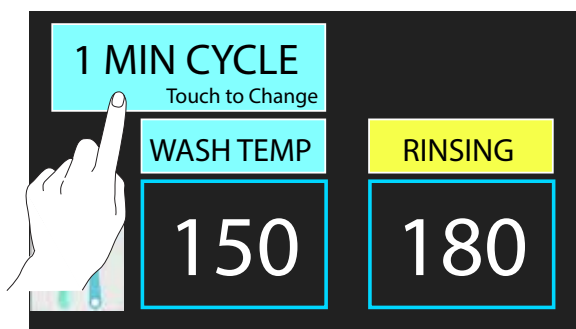 1 MIN CYCLE
Touch to Change
WASH TEMP
RINSING
150
180